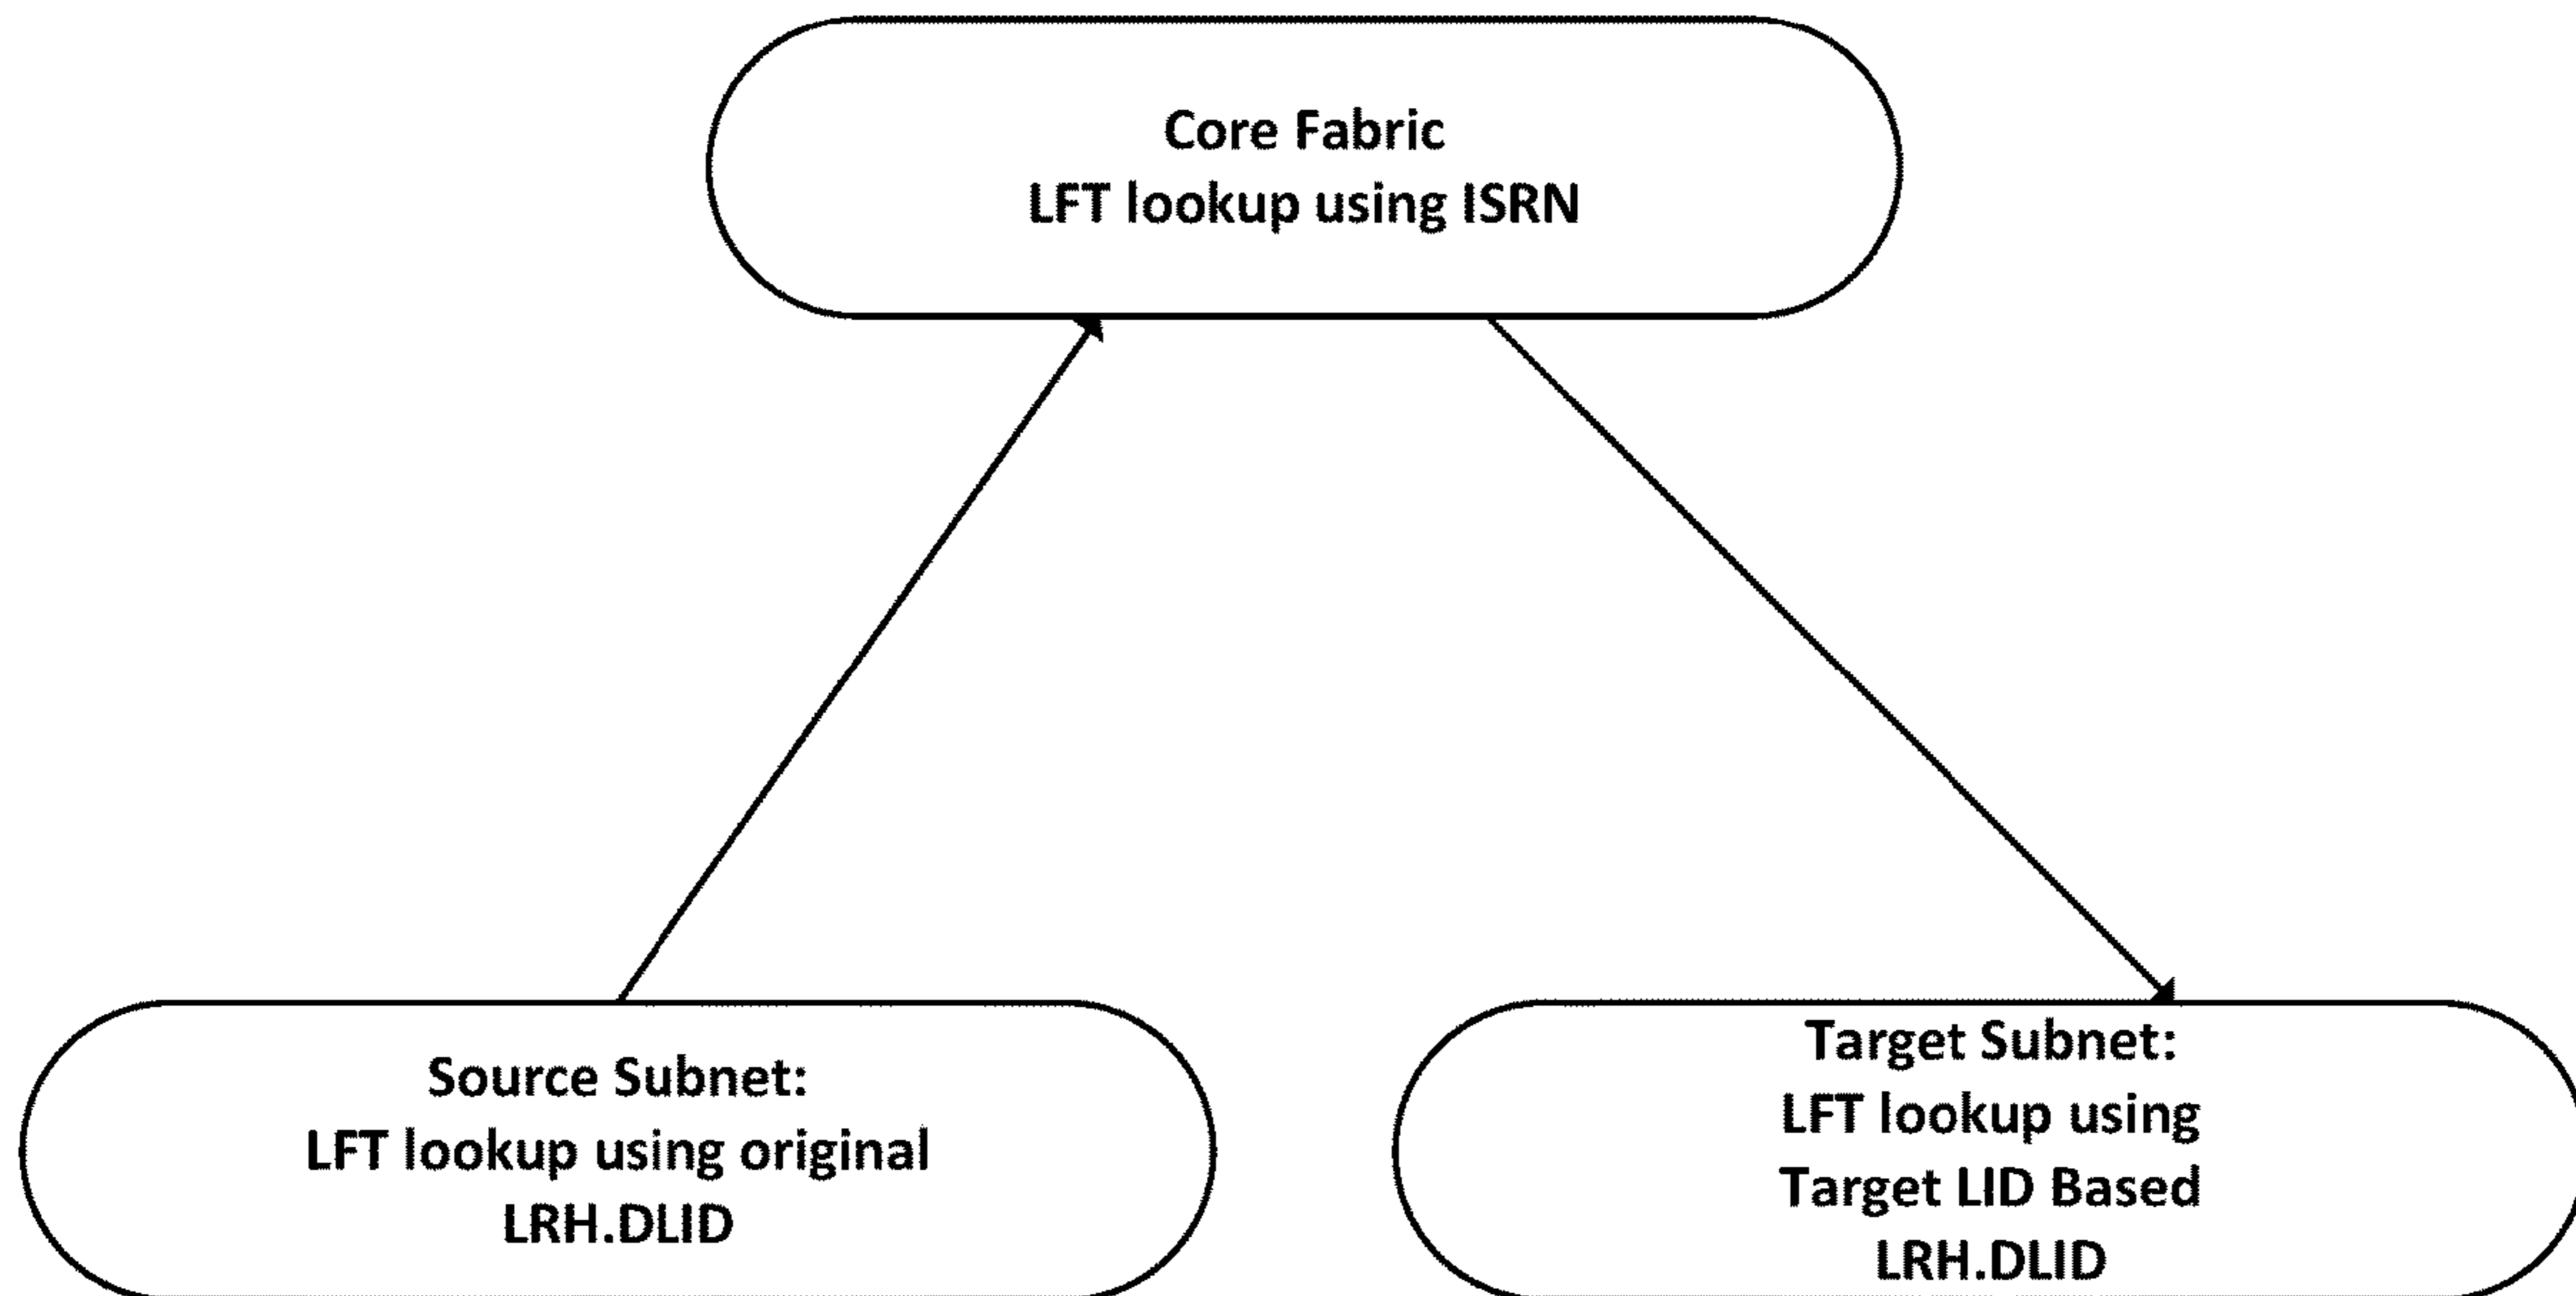 Core Fabric
LFT lookup using ISRN
Source Subnet:
LFT lookup using original
LRH.DLID
Target Subnet:
LFT lookup using
Target LID Based
LRH.DLID